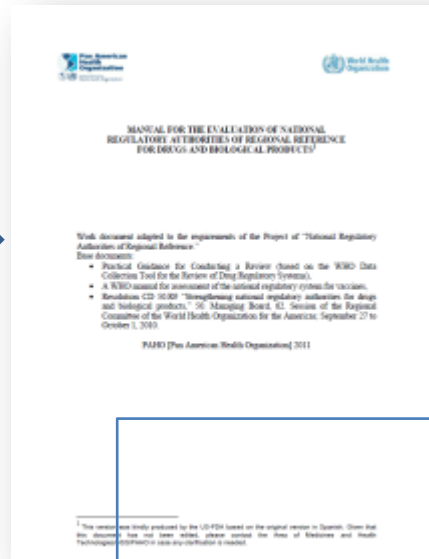 Pan American
Health
Organization
World Health
Organization
MANUAL FOR THE EVALUATION OF NATIONAL
REGULATORY AUTHORITIES OF REGIONAL REFERENCE
FOR DRUGS AND BIOLOGICAL PRODUCTS1
Work document adapted to the requirements of the Project of "National Regulatory
Authorities of Regional Reference."
Base documents:
• Practical Guidance for Conducting a Review (based on the WHO Data
Collection Tool for the Review of Drug Regulatory Systems),
• A WHO manual for assessment of the national regulatory system for vaccines,
• Resolution CD 50.R9 "Strengthening national regulatory authorities for drugs
and biological products," 50. Managing Board, 62. Session of the Regional
Committee of the World Health Organization for the Americas; September 27 to
October 1, 2010.
PAHO [Pan American Health Organization] 2011
1 This version was kindly produced by the US-FDA based on the original version in Spanish. Given that
this document has not been edited, please contact the Area of Medicines and Health
Technologies in case any clarification is needed.